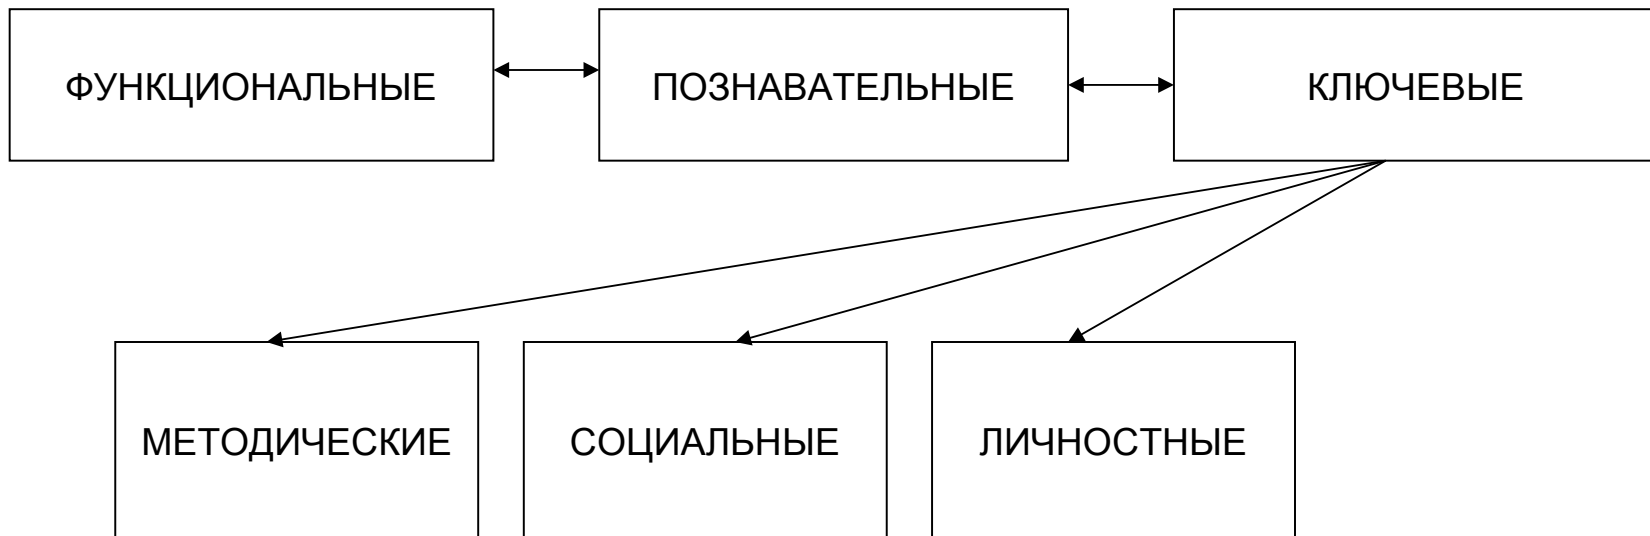 ФУНКЦИОНАЛЬНЫЕ
ПОЗНАВАТЕЛЬНЫЕ
КЛЮЧЕВЫЕ
МЕТОДИЧЕСКИЕ
СОЦИАЛЬНЫЕ
ЛИЧНОСТНЫЕ